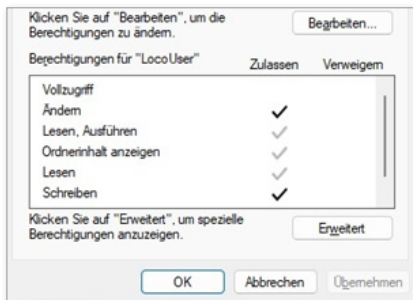 Klicken Sie auf "Bearbeiten", um die
Berechtigungen zu ändern.
Bearbeiten...
Berechtigungen für "LocoUser"
Zulassen
Verweigern
Vollzugriff
Ändern
Lesen, Ausführen
Ordnerinhalt anzeigen
Lesen
Schreiben
Klicken Sie auf "Erweitert", um spezielle
Berechtigungen anzuzeigen.
Erweitert
OK
Abbrechen
Übernehmen